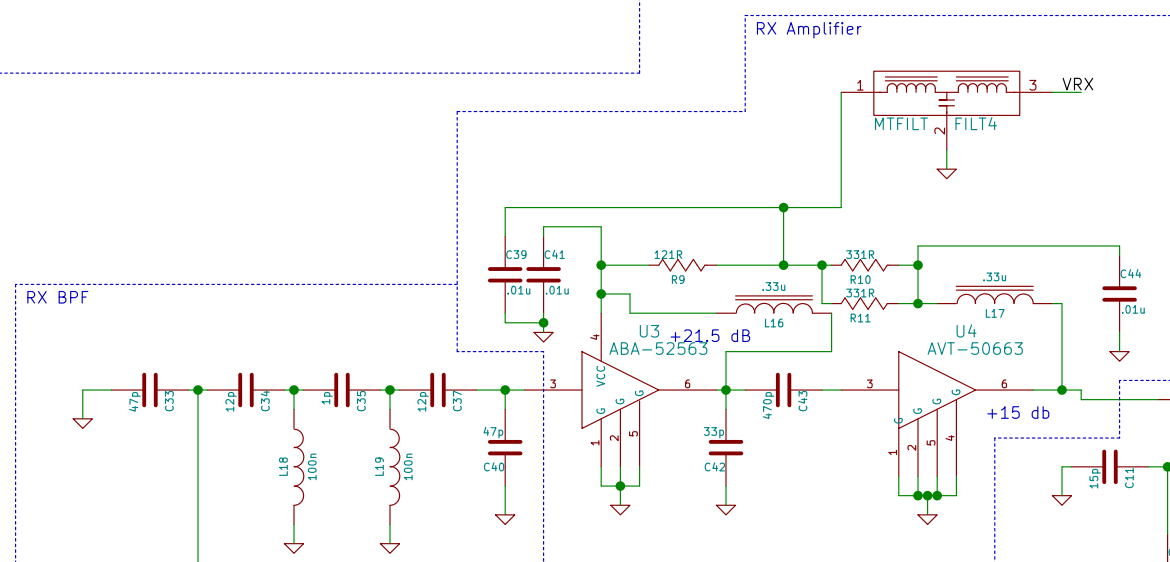 RX Amplifier
1
3
VRX
MTFILT
FILT4
2
C39
C41
.01u
.01u
121R
R9
331R
R10
331R
R11
.33u
L16
.33u
L17
C44
.01u
RX BPF
U3
+21.5 dB
ABA-52563
4
VCC
3
6
G
G
G
1
2
5
U4
AVT-50663
3
6
+15 db
G
G
G
G
1
2
5
4
47p
C33
12p
C34
1p
C35
12p
C37
L18
100n
L19
100n
47p
C40
33p
C42
470p
C43
15p
C11